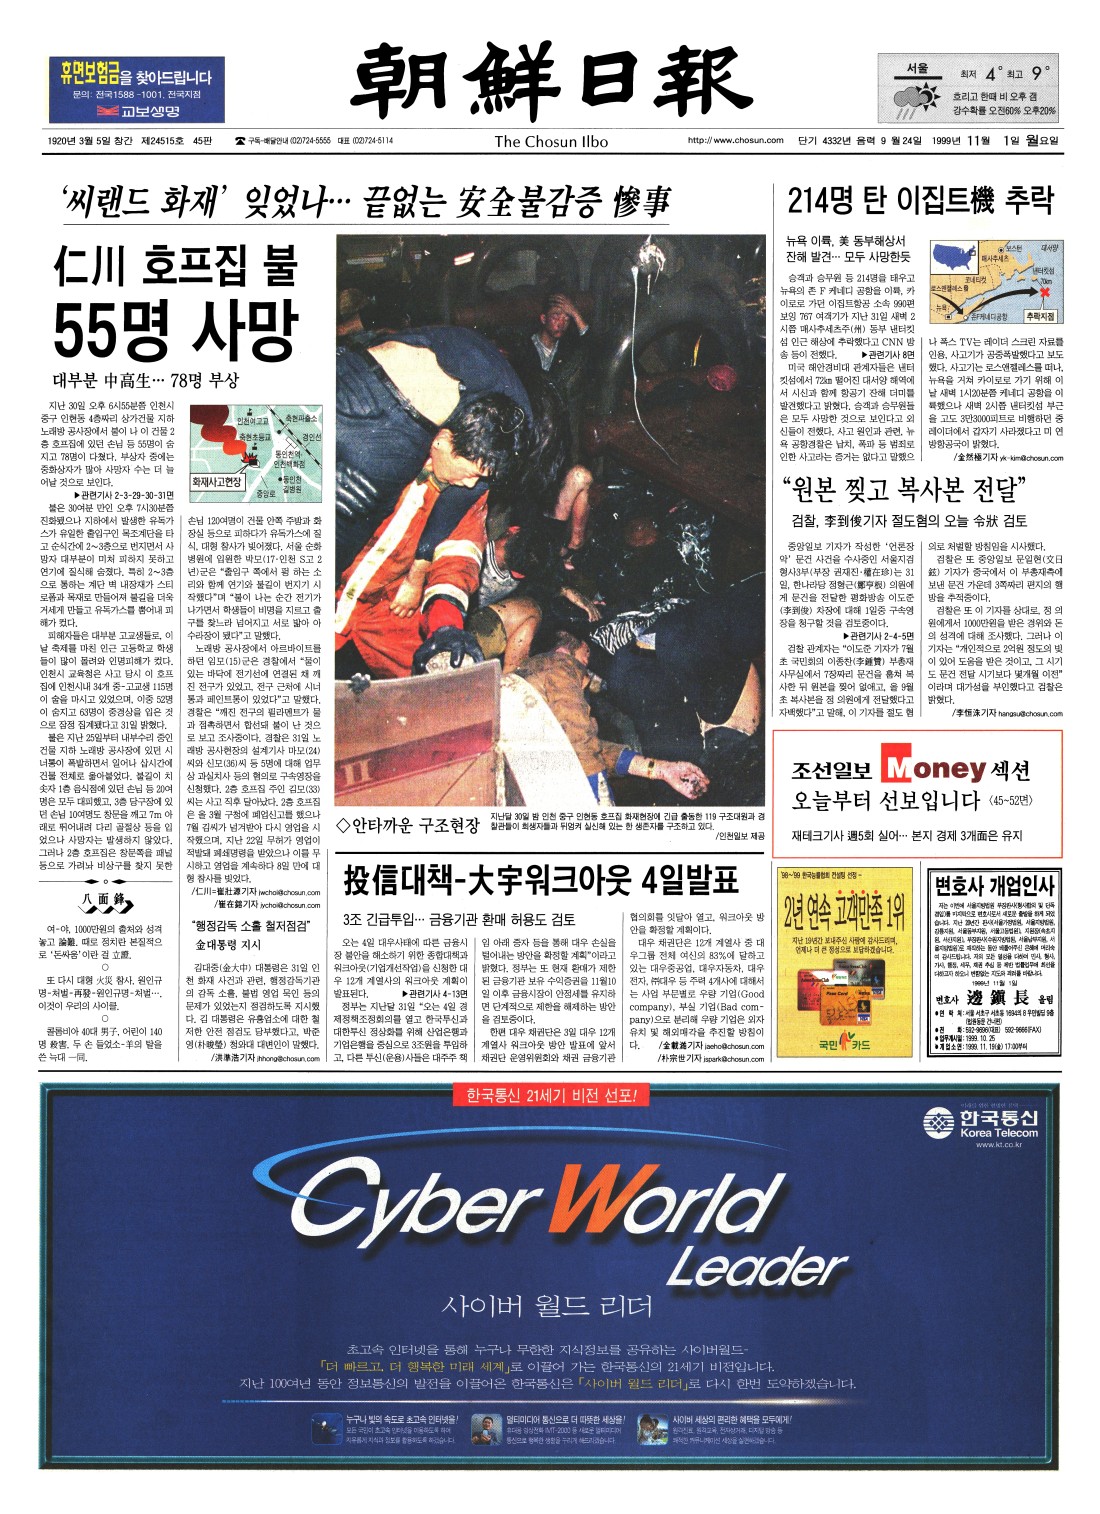 휴면보험금을 찾아드립니다
문의: 전국1588-1001, 전국지점
교보생명
朝鮮日報
서울
최저 4° 최고 9°
흐리고 한때 비 오후 갬
강수확률 오전60% 오후20%
1920년 3월 5일 창간 제24515호 45판
☎ 구독·배달안내 (02)724-5555 대표 (02)724-5114
The Chosun Ilbo
http://www.chosun.com 단기 4332년 음력 9월24일 1999년 11월 1일 월요일
‘씨랜드 화재’ 잊었나… 끝없는 安全불감증 慘事
仁川 호프집 불
55명 사망
대부분 中高生… 78명 부상
지난 30일 오후 6시55분쯤 인천시
중구 인현동 4층짜리 상가건물 지하
노래방 공사장에서 불이 나 이 건물 2
층 호프집에 있던 손님 등 55명이 숨
지고 78명이 다쳤다. 부상자 중에는
중화상자가 많아 사망자 수는 더 늘
어날 것으로 보인다.
▶관련기사 2·3·29·30·31면
불은 30여분 만인 오후 7시30분쯤
진화됐으나 지하에서 발생한 유독가
스가 유일한 출입구인 목조계단을 타
고 순식간에 2~3층으로 번지면서 사
망자 대부분이 미처 피하지 못하고
연기에 질식해 숨졌다. 특히 2~3층
으로 통하는 계단 벽 내장재가 스티
로폼과 목재로 만들어져 불길을 더욱
거세게 만들고 유독가스를 뿜어내 피
해가 컸다.
피해자들은 대부분 고교생들로, 이
날 축제를 마친 인근 고등학교 학생
들이 많이 몰려와 인명피해가 컸다.
인천시 교육청은 사고 당시 이 호프
집에 인천시내 34개 중·고교생 115명
이 술을 마시고 있었으며, 이중 52명
이 숨지고 63명이 중경상을 입은 것
으로 잠정 집계됐다고 31일 밝혔다.
불은 지난 25일부터 내부수리 중인
건물 지하 노래방 공사장에 있던 시
너통이 폭발하면서 일어나 삽시간에
건물 전체로 옮아붙었다. 불길이 치
솟자 1층 음식점에 있던 손님 등 20여
명은 모두 대피했고, 3층 당구장에 있
던 손님 10여명도 창문을 깨고 7m 아
래로 뛰어내려 다리 골절상 등을 입
었으나 사망자는 발생하지 않았다.
그러나 2층 호프집은 창문쪽을 패널
등으로 가려놔 비상구를 찾지 못한
인천여고교
축현파출소
축현초등교
경인선
동인천역·
인천백화점
화재사고현장
동인천
길병원
중앙로
손님 120여명이 건물 안쪽 주방과 화
장실 등으로 피하다가 유독가스에 질
식, 대형 참사가 빚어졌다. 서울 순화
병원에 입원한 박모(17·인천 S고 2
년)군은 “출입구 쪽에서 펑 하는 소
리와 함께 연기와 불길이 번지기 시
작했다”며 “불이 나는 순간 전기가
나가면서 학생들이 비명을 지르고 출
구를 찾느라 넘어지고 서로 밟아 아
수라장이 됐다”고 말했다.
노래방 공사장에서 아르바이트를
하던 임모(15)군은 경찰에서 “불이
있는 바닥에 전기선에 연결된 채 깨
진 전구가 있었고, 전구 근처에 시너
통과 페인트통이 있었다”고 말했다.
경찰은 “깨진 전구의 필라멘트가 물
과 접촉하면서 합선돼 불이 난 것으
로 보고 조사중이다. 경찰은 31일 노
래방 공사현장의 설계기사 마모(24)
씨와 신모(36)씨 등 5명에 대해 업무
상 과실치사 등의 혐의로 구속영장을
신청했다. 2층 호프집 주인 김모(33)
씨는 사고 직후 달아났다. 2층 호프집
은 올 3월 구청에 폐업신고를 했으나
7월 김씨가 넘겨받아 다시 영업을 시
작했으며, 지난 22일 무허가 영업이
적발돼 폐쇄명령을 받았으나 이를 무
시하고 영업을 계속하다 8일 만에 대
형 참사를 빚었다.
/仁川=崔壯源기자 jwchoi@chosun.com
/崔在鎔기자 jychoi@chosun.com
◇안타까운 구조현장
지난달 30일 밤 인천 중구 인현동 호프집 화재현장에 긴급 출동한 119 구조대원과 경
찰관들이 희생자들과 뒤엉켜 실신해 있는 한 생존자를 구조하고 있다.
/인천일보 제공
八面鋒
여·야, 1000만원의 출처와 성격
놓고 論難. 때로 정치란 본질적으
로 ‘돈싸움’이란 걸 立證.
○
또 다시 대형 火災 참사. 원인규
명-처벌-再發-원인규명-처벌…,
이것이 우리의 사이클.
○
콜롬비아 40대 男子, 어린이 140
명 殺害. 두 손 들었소-羊의 탈을
쓴 늑대 一同.
“행정감독 소홀 철저점검”
金대통령 지시
김대중(金大中) 대통령은 31일 인
천 화재 사건과 관련, 행정감독기관
의 감독 소홀, 불법 영업 묵인 등의
문제가 있었는지 점검하도록 지시했
다. 김 대통령은 유흥업소에 대한 철
저한 안전 점검도 당부했다고, 박준
영(朴晙瑩) 청와대 대변인이 말했다.
/洪準浩기자 jhhong@chosun.com
投信대책-大宇워크아웃 4일발표
3조 긴급투입… 금융기관 환매 허용도 검토
오는 4일 대우사태에 따른 금융시
장 불안을 해소하기 위한 종합대책과
워크아웃(기업개선작업)을 신청한 대
우 12개 계열사의 워크아웃 계획이
발표된다. ▶관련기사 4·13면
정부는 지난달 31일 “오는 4일 경
제정책조정회의를 열고 한국투신과
대한투신 정상화를 위해 산업은행과
기업은행을 중심으로 3조원을 투입하
고, 다른 투신(운용)사들은 대주주 책
임 아래 증자 등을 통해 대우 손실을
털어내는 방안을 확정할 계획”이라고
밝혔다. 정부는 또 현재 환매가 제한
된 금융기관 보유 수익증권을 11월10
일 이후 금융시장이 안정세를 유지하
면 단계적으로 제한을 해제하는 방안
을 검토중이다.
한편 대우 채권단은 3일 대우 12개
계열사 워크아웃 방안 발표에 앞서
채권단 운영위원회와 채권 금융기관
협의회를 잇달아 열고, 워크아웃 방
안을 확정할 계획이다.
대우 채권단은 12개 계열사 중 대
우그룹 전체 여신의 83%에 달하고
있는 대우중공업, 대우자동차, 대우
전자, ㈜대우 등 주력 4개사에 대해서
는 사업 부문별로 우량 기업(Good
company), 부실 기업(Bad com-
pany)으로 분리해 우량 기업은 외자
유치 및 해외매각을 추진할 방침이
다. /金載滬기자 jaeho@chosun.com
/朴宗世기자 jspark@chosun.com
214명 탄 이집트機 추락
뉴욕 이륙, 美 동부해상서
잔해 발견… 모두 사망한듯
승객과 승무원 등 214명을 태우고
뉴욕의 존 F 케네디 공항을 이륙, 카
이로로 가던 이집트항공 소속 990편
보잉 767 여객기가 지난 31일 새벽 2
시쯤 매사추세츠주(州) 동부 낸터킷
섬 인근 해상에 추락했다고 CNN 방
송 등이 전했다. ▶관련기사 8면
미국 해안경비대 관계자들은 낸터
킷섬에서 72km 떨어진 대서양 해역에
서 시신과 함께 항공기 잔해 더미를
발견했다고 밝혔다. 승객과 승무원들
은 모두 사망한 것으로 보인다고 외
신들이 전했다. 사고 원인과 관련, 뉴
욕 공항경찰은 납치, 폭파 등 범죄로
인한 사고라는 증거는 없다고 말했으
보스턴
대서양
매사추세츠
낸터킷섬
코네티컷
70km
로스앤젤레스 發
뉴욕
존F케네디공항
추락지점
나 폭스 TV는 레이더 스크린 자료를
인용, 사고기가 공중폭발했다고 보도
했다. 사고기는 로스앤젤레스를 떠나,
뉴욕을 거쳐 카이로로 가기 위해 이
날 새벽 1시20분쯤 케네디 공항을 이
륙했으나 새벽 2시쯤 낸터킷섬 부근
을 고도 3만3000피트로 비행하던 중
레이더에서 갑자기 사라졌다고 미 연
방항공국이 밝혔다.
/金然極기자 yk-kim@chosun.com
“원본 찢고 복사본 전달”
검찰, 李到俊기자 절도혐의 오늘 令狀 검토
중앙일보 기자가 작성한 ‘언론장
악’ 문건 사건을 수사중인 서울지검
형사3부(부장 권재진·權在珍)는 31
일, 한나라당 정형근(鄭亨根) 의원에
게 문건을 전달한 평화방송 이도준
(李到俊) 차장에 대해 1일중 구속영
장을 청구할 것을 검토중이다.
▶관련기사 2·4·5면
검찰 관계자는 “이도준 기자가 7월
초 국민회의 이종찬(李鍾贊) 부총재
사무실에서 7장짜리 문건을 훔쳐 복
사한 뒤 원본을 찢어 없애고, 올 9월
초 복사본을 정 의원에게 전달했다고
자백했다”고 말해, 이 기자를 절도 혐
의로 처벌할 방침임을 시사했다.
검찰은 또 중앙일보 문일현(文日
鉉) 기자가 중국에서 이 부총재측에
보낸 문건 가운데 3쪽짜리 편지의 행
방을 추적중이다.
검찰은 또 이 기자를 상대로, 정 의
원에게서 1000만원을 받은 경위와 돈
의 성격에 대해 조사했다. 그러나 이
기자는 “개인적으로 2억원 정도의 빚
이 있어 도움을 받은 것이고, 그 시기
도 문건 전달 시기보다 몇개월 이전”
이라며 대가성을 부인했다고 검찰은
밝혔다.
/李恒洙기자 hangsu@chosun.com
조선일보 Money 섹션
오늘부터 선보입니다 〈45~52면〉
재테크기사 週5회 실어… 본지 경제 3개面은 유지
’98~’99 한국능률협회 컨설팅 선정
2년 연속 고객만족 1위
지난 19년간 보내주신 사랑에 감사드리며,
언제나 더 큰 정성으로 보답하겠습니다.
국민카드
변호사 개업인사
1999년 11월 1일
변호사 邊鎭長 올림
●연락처: 서울 서초구 서초동 1694의 8 무영빌딩 9층
(법원동문 건너편)
●전화: 592-9696(대표) 592-9666(FAX)
●업무개시일: 1999. 10. 25
●개업소연: 1999. 11. 19(金) 17:00부터
한국통신 21세기 비전 선포!
한국통신
Korea Telecom
www.kt.co.kr
Cyber World
Leader
사이버 월드 리더
초고속 인터넷을 통해 누구나 무한한 지식정보를 공유하는 사이버월드-
「더 빠르고, 더 행복한 미래 세계」로 이끌어 가는 한국통신의 21세기 비전입니다.
지난 100여년 동안 정보통신의 발전을 이끌어온 한국통신은 「사이버 월드 리더」로 다시 한번 도약하겠습니다.
누구나 빛의 속도로 초고속 인터넷을!
멀티미디어 통신으로 더 따뜻한 세상을!
사이버 세상의 편리한 혜택을 모두에게!